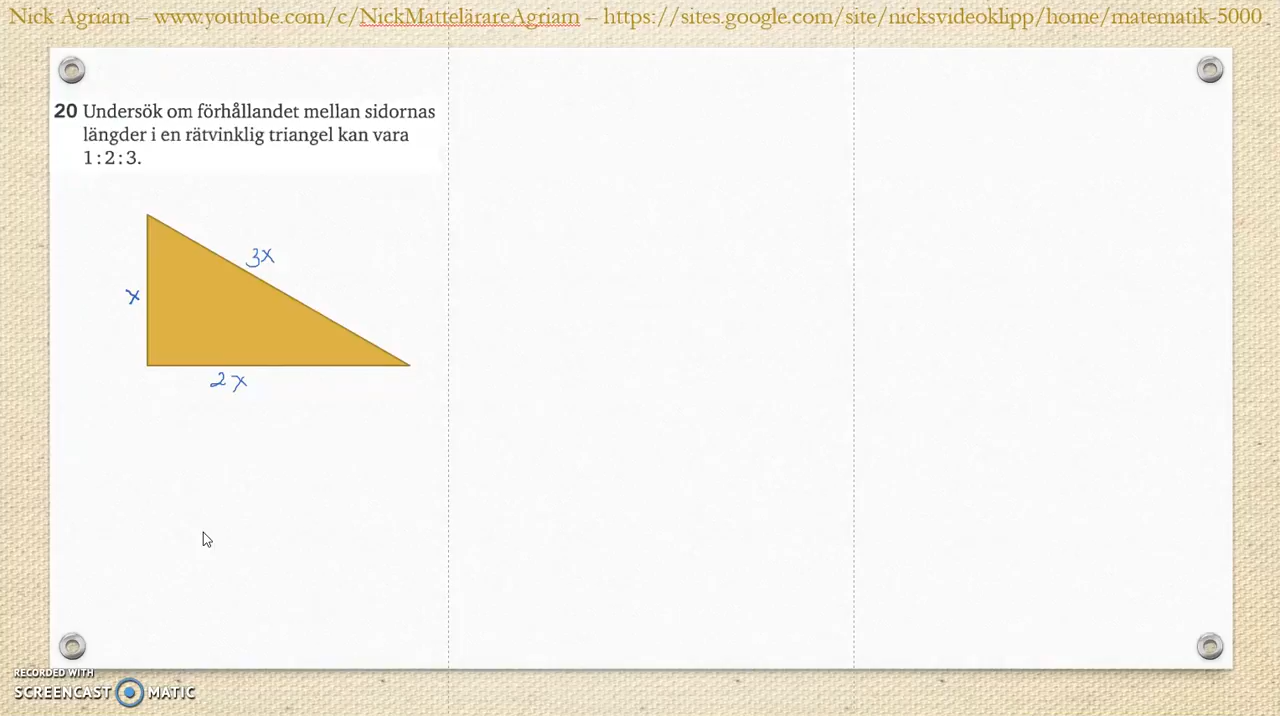 Nick Agriam – www.youtube.com/c/NickMattelärareAgriam – https://sites.google.com/site/nicksvideoklipp/home/matematik-5000
20 Undersök om förhållandet mellan sidornas
längder i en rätvinklig triangel kan vara
1 : 2 : 3.
3x
x
2x
RECORDED WITH
SCREENCAST MATIC